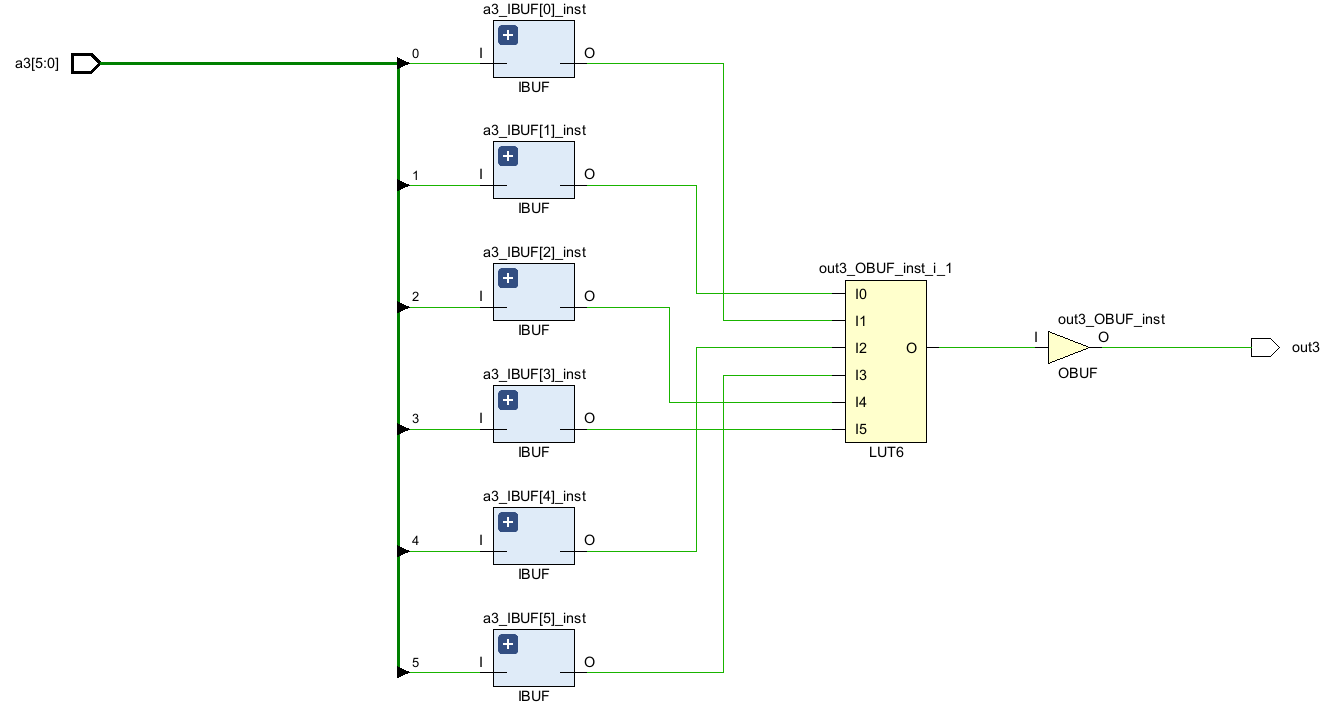 a3_IBUF[0]_inst
a3[5:0]
0
I
O
IBUF
a3_IBUF[1]_inst
1
I
O
IBUF
a3_IBUF[2]_inst
2
I
O
IBUF
a3_IBUF[3]_inst
3
I
O
IBUF
a3_IBUF[4]_inst
4
I
O
IBUF
a3_IBUF[5]_inst
5
I
O
IBUF
out3_OBUF_inst_i_1
I0
I1
I2
I3
I4
I5
O
LUT6
out3_OBUF_inst
I
O
OBUF
out3